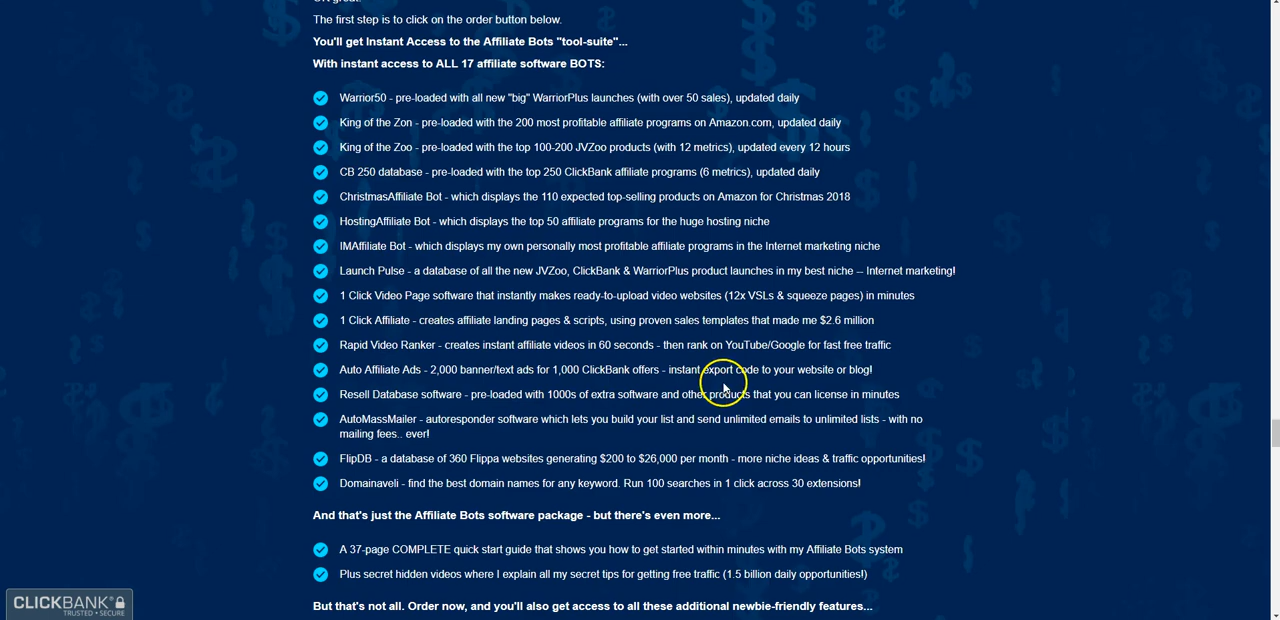 The first step is to click on the order button below.
You'll get Instant Access to the Affiliate Bots "tool-suite"...
With instant access to ALL 17 affiliate software BOTS:
Warrior50 - pre-loaded with all new "big" WarriorPlus launches (with over 50 sales), updated daily
King of the Zon - pre-loaded with the 200 most profitable affiliate programs on Amazon.com, updated daily
King of the Zoo - pre-loaded with the top 100-200 JVZoo products (with 12 metrics), updated every 12 hours
CB 250 database - pre-loaded with the top 250 ClickBank affiliate programs (6 metrics), updated daily
ChristmasAffiliate Bot - which displays the 110 expected top-selling products on Amazon for Christmas 2018
HostingAffiliate Bot - which displays the top 50 affiliate programs for the huge hosting niche
IMAffiliate Bot - which displays my own personally most profitable affiliate programs in the Internet marketing niche
Launch Pulse - a database of all the new JVZoo, ClickBank & WarriorPlus product launches in my best niche -- Internet marketing!
1 Click Video Page software that instantly makes ready-to-upload video websites (12x VSLs & squeeze pages) in minutes
1 Click Affiliate - creates affiliate landing pages & scripts, using proven sales templates that made me $2.6 million
Rapid Video Ranker - creates instant affiliate videos in 60 seconds - then rank on YouTube/Google for fast free traffic
Auto Affiliate Ads - 2,000 banner/text ads for 1,000 ClickBank offers - instant export code to your website or blog!
Resell Database software - pre-loaded with 1000s of extra software and other products that you can license in minutes
AutoMassMailer - autoresponder software which lets you build your list and send unlimited emails to unlimited lists - with no
mailing fees.. ever!
FlipDB - a database of 360 Flippa websites generating $200 to $26,000 per month - more niche ideas & traffic opportunities!
Domainaveli - find the best domain names for any keyword. Run 100 searches in 1 click across 30 extensions!
And that's just the Affiliate Bots software package - but there's even more...
A 37-page COMPLETE quick start guide that shows you how to get started within minutes with my Affiliate Bots system
Plus secret hidden videos where I explain all my secret tips for getting free traffic (1.5 billion daily opportunities!)
But that's not all. Order now, and you'll also get access to all these additional newbie-friendly features...
CLICKBANK®
TRUSTED • SECURE